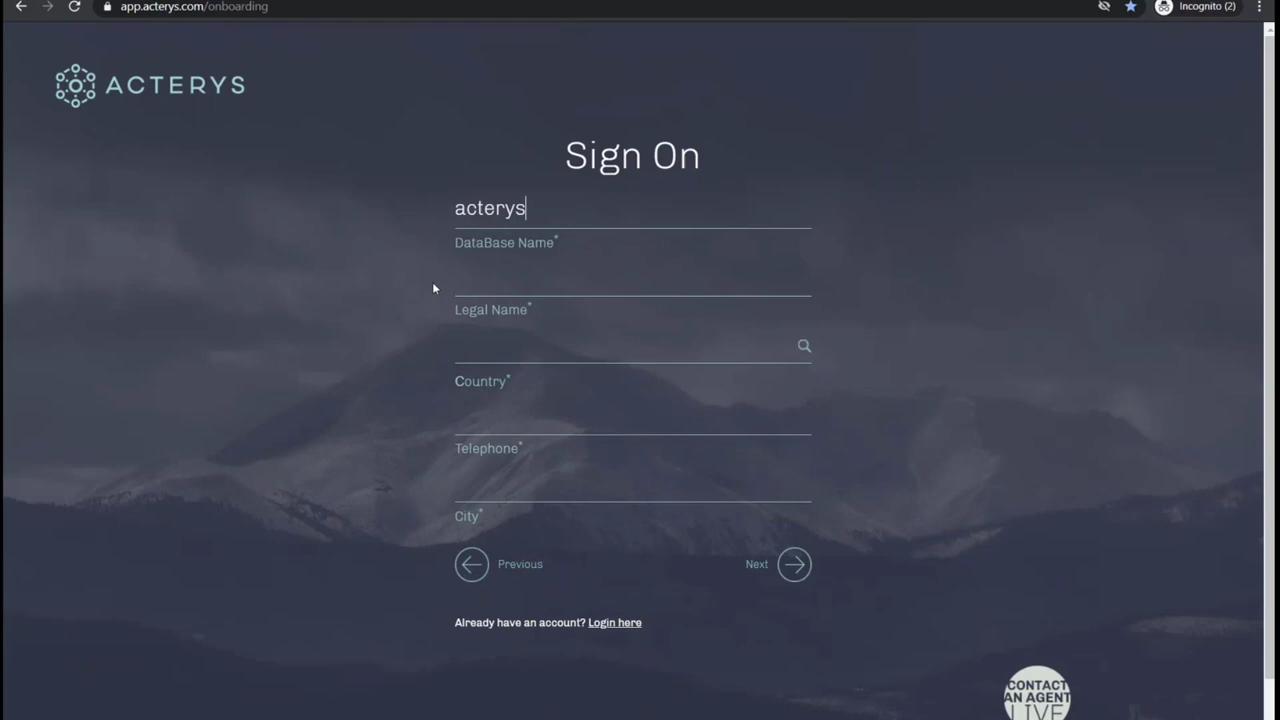 app.acterys.com/onboarding
Incognito (2)
ACTERYS
Sign On
acterys
DataBase Name*
Legal Name*
Country*
Telephone*
City*
Previous
Next
Already have an account? Login here
CONTACT
AN AGENT
LIVE